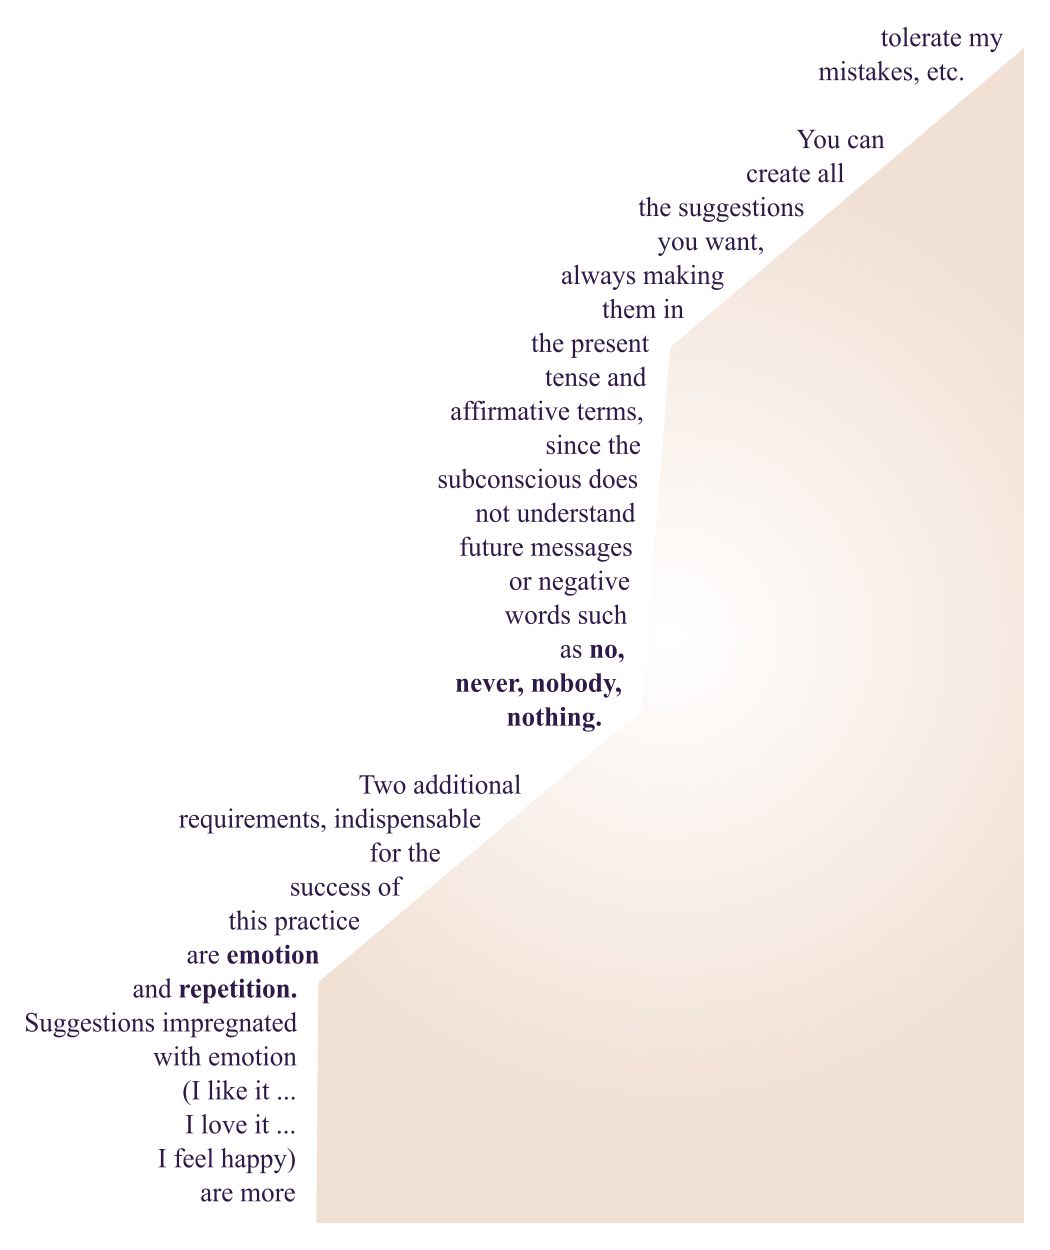 tolerate my
mistakes, etc.
You can
create all
the suggestions
you want,
always making
them in
the present
tense and
affirmative terms,
since the
subconscious does
not understand
future messages
or negative
words such
as no,
never, nobody,
nothing.
Two additional
requirements, indispensable
for the
success of
this practice
are emotion
and repetition.
Suggestions impregnated
with emotion
(I like it ...
I love it ...
I feel happy)
are more